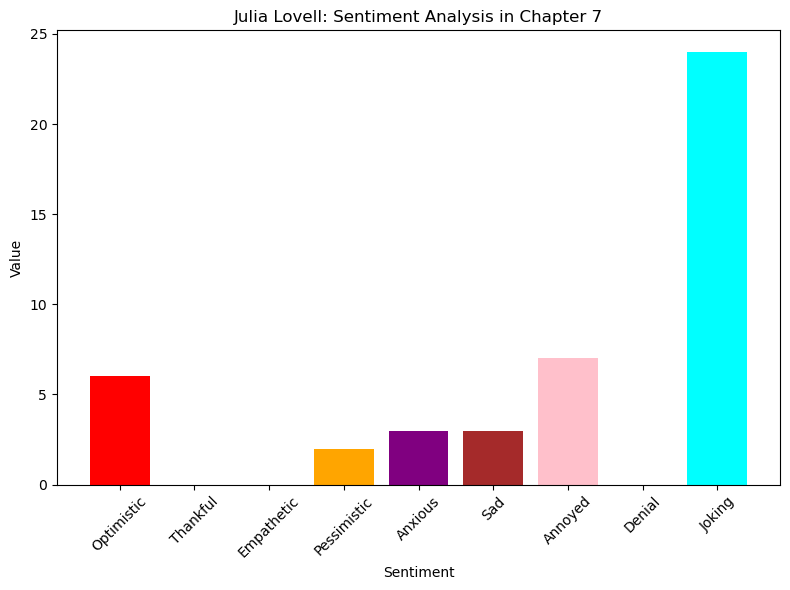 Julia Lovell: Sentiment Analysis in Chapter 7
Value
25
20
15
10
5
0
Optimistic
Thankful
Empathetic
Pessimistic
Anxious
Sad
Annoyed
Denial
Joking
Sentiment